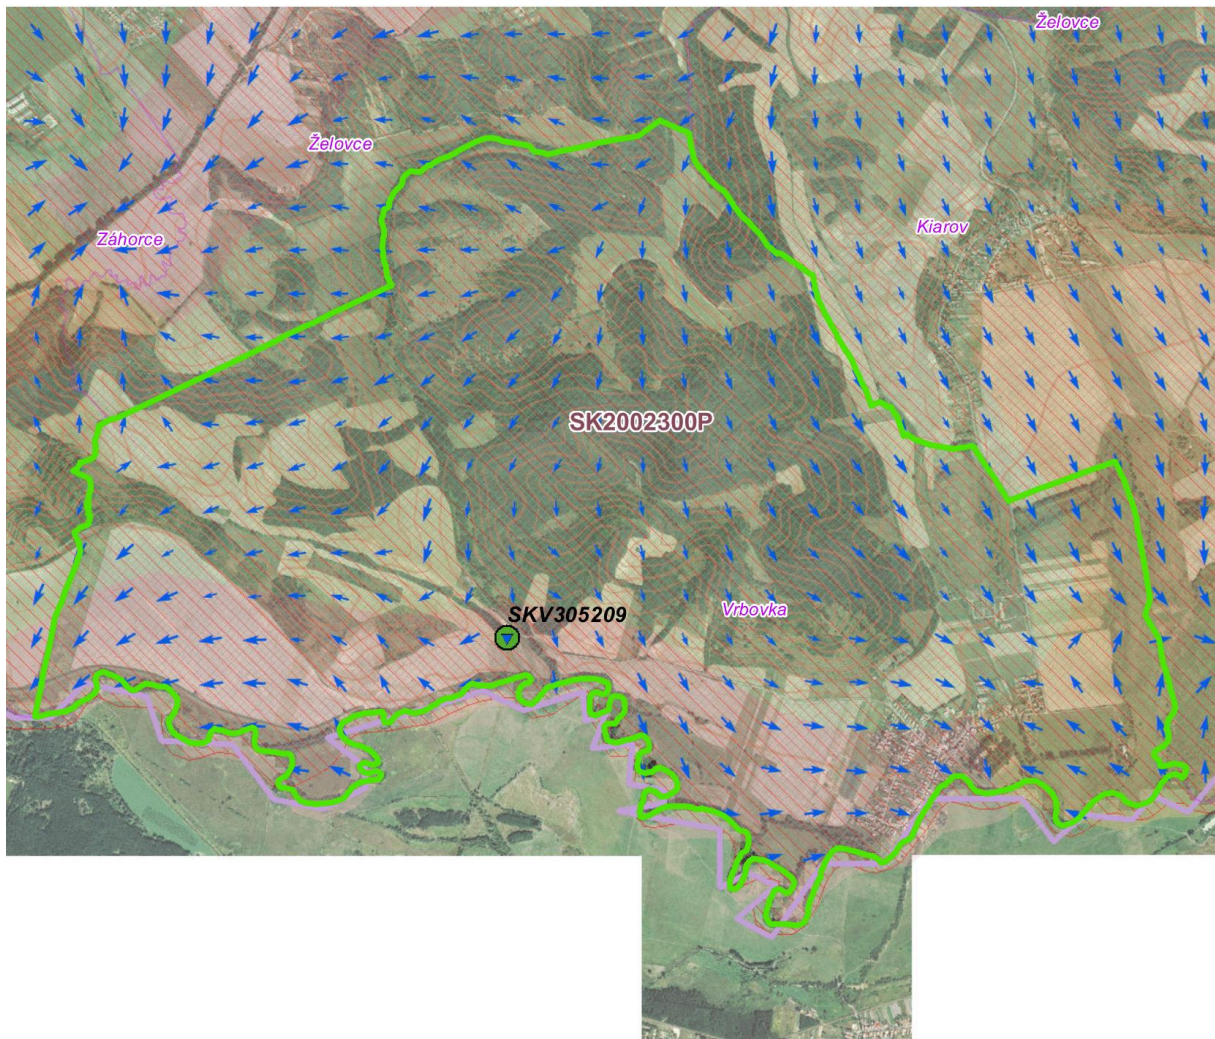 Želovce
Želovce
Kiarov
Záhorce
SK2002300P
Vrbovka
SKV305209